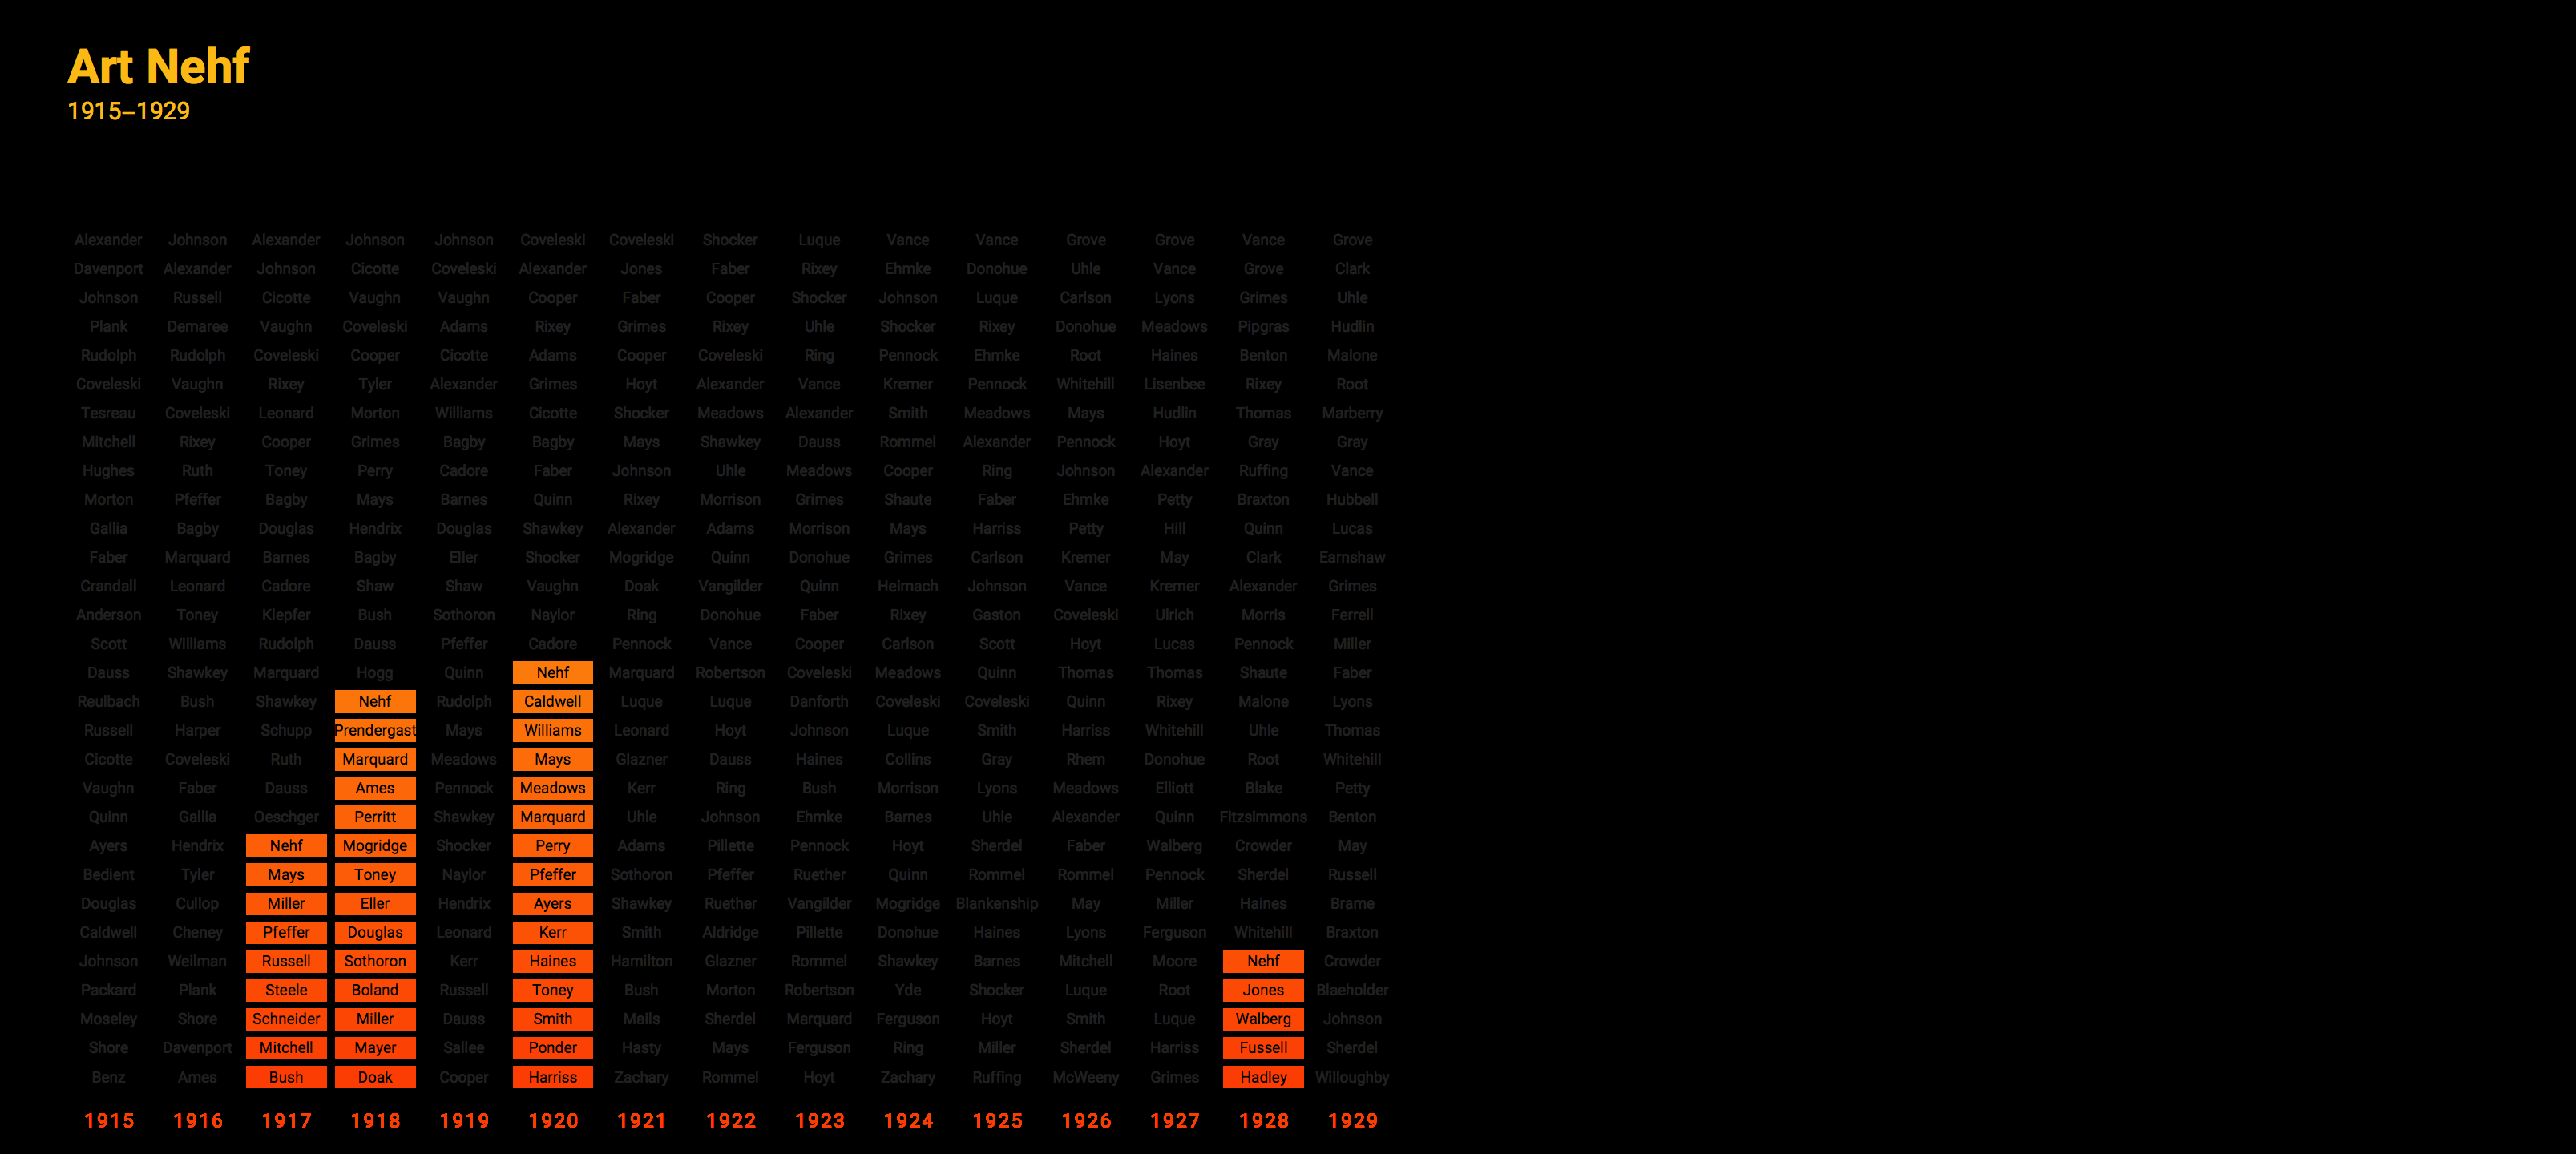 Art Nehf
1915–1929
Alexander Johnson Alexander Johnson Johnson Coveleski Coveleski Shocker Luque Vance Vance Grove Grove Vance Grove
Davenport Alexander Johnson Cicotte Coveleski Alexander Jones Faber Rixey Ehmke Donohue Uhle Vance Grove Clark
Johnson Russell Cicotte Vaughn Vaughn Cooper Faber Cooper Shocker Johnson Luque Carlson Lyons Grimes Uhle
Plank Demaree Vaughn Coveleski Adams Rixey Grimes Rixey Uhle Shocker Rixey Donohue Meadows Pipgras Hudlin
Rudolph Rudolph Coveleski Cooper Cicotte Adams Cooper Coveleski Ring Pennock Ehmke Root Haines Benton Malone
Coveleski Vaughn Rixey Tyler Alexander Grimes Hoyt Alexander Vance Kremer Pennock Whitehill Lisenbee Rixey Root
Tesreau Coveleski Leonard Morton Williams Cicotte Shocker Meadows Alexander Smith Meadows Mays Hudlin Thomas Marberry
Mitchell Rixey Cooper Grimes Bagby Bagby Mays Shawkey Dauss Rommel Alexander Pennock Hoyt Gray Gray
Hughes Ruth Toney Perry Cadore Faber Johnson Uhle Meadows Cooper Ring Johnson Alexander Ruffing Vance
Morton Pfeffer Bagby Mays Barnes Quinn Rixey Morrison Grimes Shaute Faber Ehmke Petty Braxton Hubbell
Gallia Bagby Douglas Hendrix Douglas Shawkey Alexander Adams Morrison Mays Harriss Petty Hill Quinn Lucas
Faber Marquard Barnes Bagby Eller Shocker Mogridge Quinn Donohue Grimes Carlson Kremer May Clark Earnshaw
Crandall Leonard Cadore Shaw Shaw Vaughn Doak Vangilder Quinn Heimach Johnson Vance Kremer Alexander Grimes
Anderson Toney Klepfer Bush Sothoron Naylor Ring Donohue Faber Rixey Gaston Coveleski Ulrich Morris Ferrell
Scott Williams Rudolph Dauss Pfeffer Cadore Pennock Vance Cooper Carlson Scott Hoyt Lucas Pennock Miller
Dauss Shawkey Marquard Hogg Quinn Nehf Marquard Robertson Coveleski Meadows Quinn Thomas Thomas Shaute Faber
Reulbach Bush Shawkey Nehf Rudolph Caldwell Luque Luque Danforth Coveleski Coveleski Quinn Rixey Malone Lyons
Russell Harper Schupp Prendergast Mays Williams Leonard Hoyt Johnson Luque Smith Harriss Whitehill Uhle Thomas
Cicotte Coveleski Ruth Marquard Meadows Mays Glazner Dauss Haines Collins Gray Rhem Donohue Root Whitehill
Vaughn Faber Dauss Ames Pennock Meadows Kerr Ring Bush Morrison Lyons Meadows Elliott Blake Petty
Quinn Gallia Oeschger Perritt Shawkey Marquard Uhle Johnson Ehmke Barnes Uhle Alexander Quinn Fitzsimmons Benton
Ayers Hendrix Nehf Mogridge Shocker Perry Adams Pillette Pennock Hoyt Sherdel Faber Walberg Crowder May
Bedient Tyler Mays Toney Naylor Pfeffer Sothoron Pfeffer Ruether Quinn Rommel Rommel Pennock Sherdel Russell
Douglas Cullop Miller Eller Hendrix Ayers Shawkey Ruether Vangilder Mogridge Blankenship May Miller Haines Brame
Caldwell Cheney Pfeffer Douglas Leonard Kerr Smith Aldridge Pillette Donohue Haines Lyons Ferguson Whitehill Braxton
Johnson Weilman Russell Sothoron Kerr Haines Hamilton Glazner Rommel Shawkey Barnes Mitchell Moore Nehf Crowder
Packard Plank Steele Boland Russell Toney Bush Morton Robertson Yde Shocker Luque Root Jones Blaeholder
Moseley Shore Schneider Miller Dauss Smith Mails Sherdel Marquard Ferguson Hoyt Smith Luque Walberg Johnson
Shore Davenport Mitchell Mayer Sallee Ponder Hasty Mays Ferguson Ring Miller Sherdel Harriss Fussell Sherdel
Benz Ames Bush Doak Cooper Harriss Zachary Rommel Hoyt Zachary Ruffing McWeeny Grimes Hadley Willoughby
1915 1916 1917 1918 1919 1920 1921 1922 1923 1924 1925 1926 1927 1928 1929